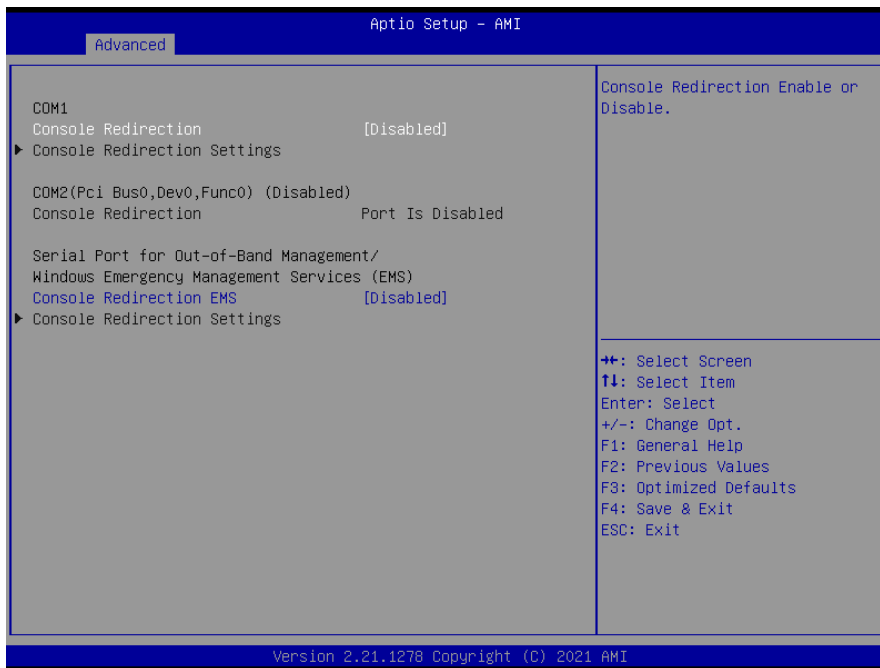 Aptio Setup – AMI
Advanced
COM1
Console Redirection [Disabled]
Console Redirection Settings
COM2(Pci Bus0,Dev0,Func0) (Disabled)
Console Redirection Port Is Disabled
Serial Port for Out-of-Band Management/
Windows Emergency Management Services (EMS)
Console Redirection EMS [Disabled]
Console Redirection Settings
Console Redirection Enable or
Disable.
→←: Select Screen
↑↓: Select Item
Enter: Select
+/-: Change Opt.
F1: General Help
F2: Previous Values
F3: Optimized Defaults
F4: Save & Exit
ESC: Exit
Version 2.21.1278 Copyright (C) 2021 AMI